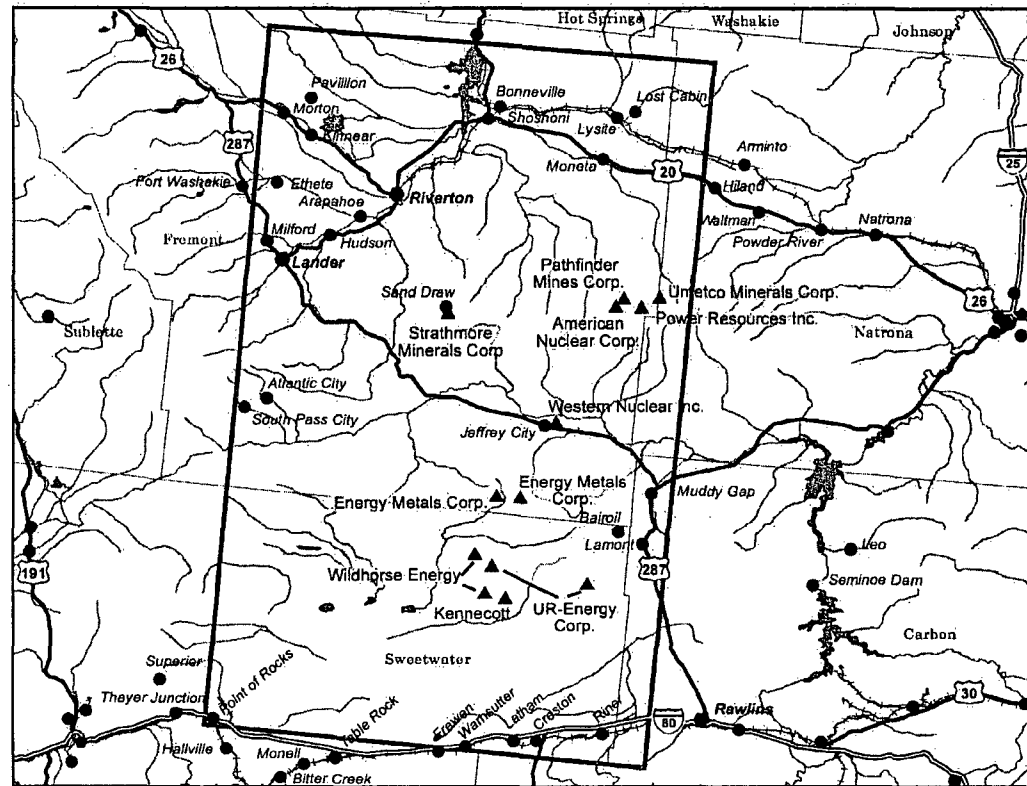 Hot Springs
Washakie
Johnson
26
Pavillion
Morton
Kinnear
Bonneville
Shoshoni
Lost Cabin
Lysite
287
Arminto
25
Moneta
20
Fort Washakie
Ethete
Riverton
Hiland
Arapahoe
Waltman
Natrona
Fremont
Milford
Hudson
Powder River
Lander
Pathfinder
Mines Corp.
Umetco Minerals Corp.
26
Sand Draw
Sublette
Strathmore
Minerals Corp
American
Nuclear Corp.
Power Resources Inc.
Natrona
Atlantic City
South Pass City
Western Nuclear Inc.
Jeffrey City
Energy Metals Corp.
Energy Metals
Corp.
Muddy Gap
Bairoil
Lamont
Leo
191
Wildhorse Energy
287
Seminoe Dam
Kennecott
UR-Energy
Corp.
Carbon
Superior
Sweetwater
Point of Rocks
Thayer Junction
Table Rock
Frewen
Wamsutter
Latham
Creston
Riner
80
Rawlins
30
Hallville
Monell
Bitter Creek